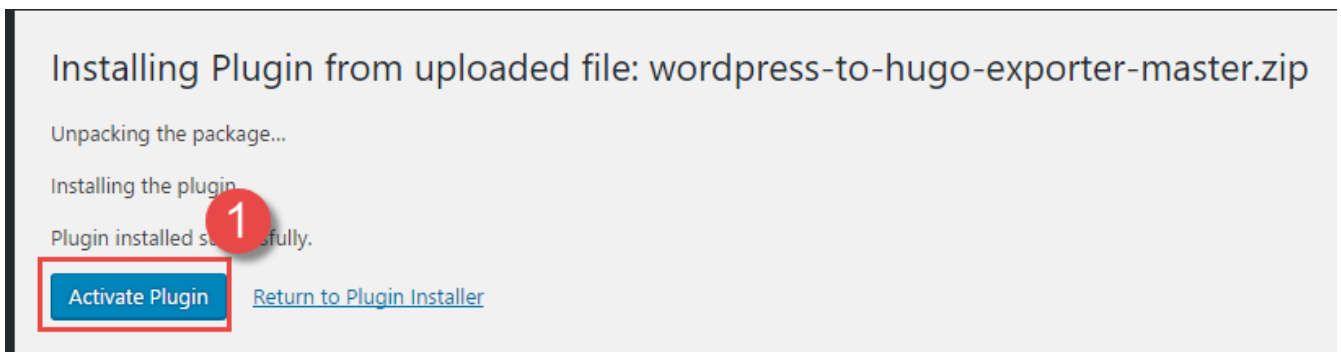 Installing Plugin from uploaded file: wordpress-to-hugo-exporter-master.zip
Unpacking the package...
Installing the plugin
1
Plugin installed fully.
Activate Plugin Return to Plugin Installer